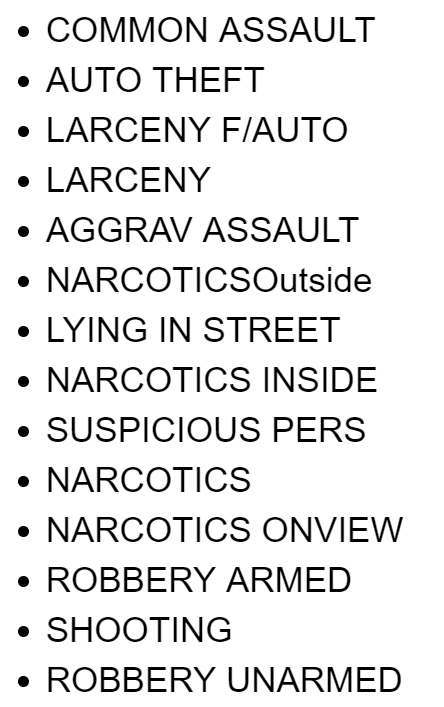 COMMON ASSAULT
AUTO THEFT
LARCENY F/AUTO
LARCENY
AGGRAV ASSAULT
NARCOTICSOutside
LYING IN STREET
NARCOTICS INSIDE
SUSPICIOUS PERS
NARCOTICS
NARCOTICS ONVIEW
ROBBERY ARMED
SHOOTING
ROBBERY UNARMED